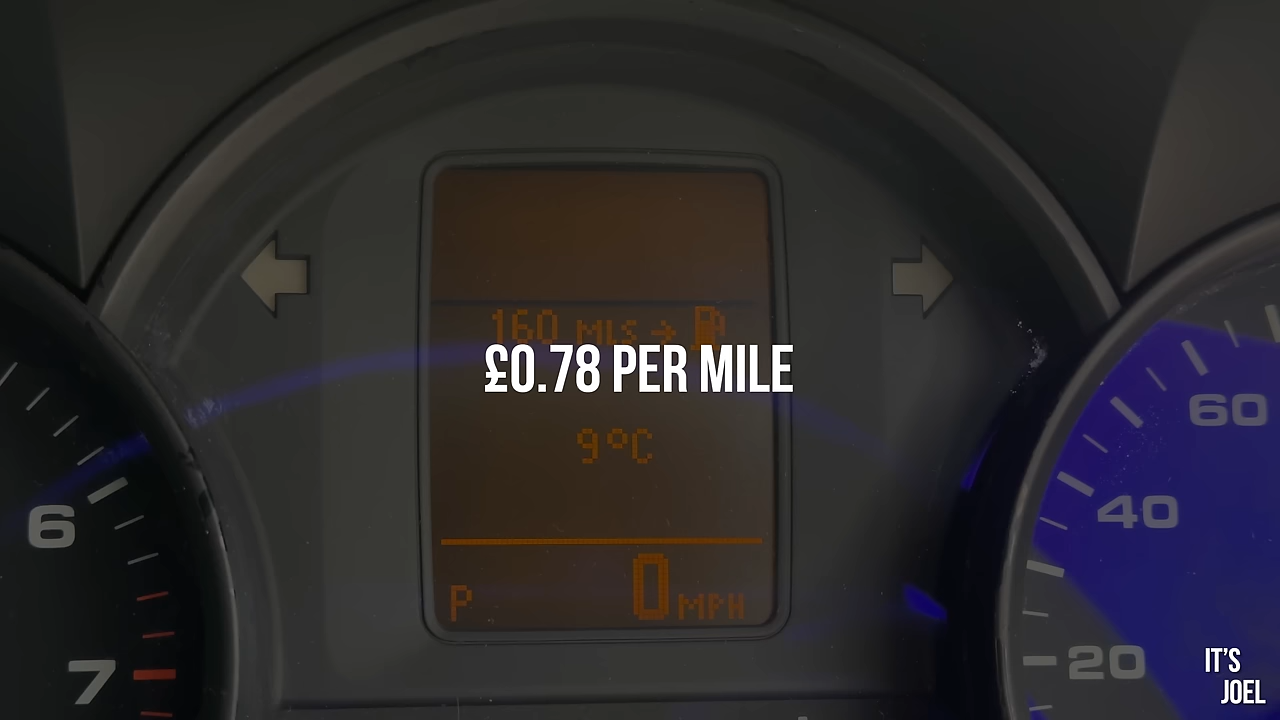 160 MLS →
£0.78 PER MILE
9°C
P 0 MPH
6
7
60
40
20
IT'S
JOEL